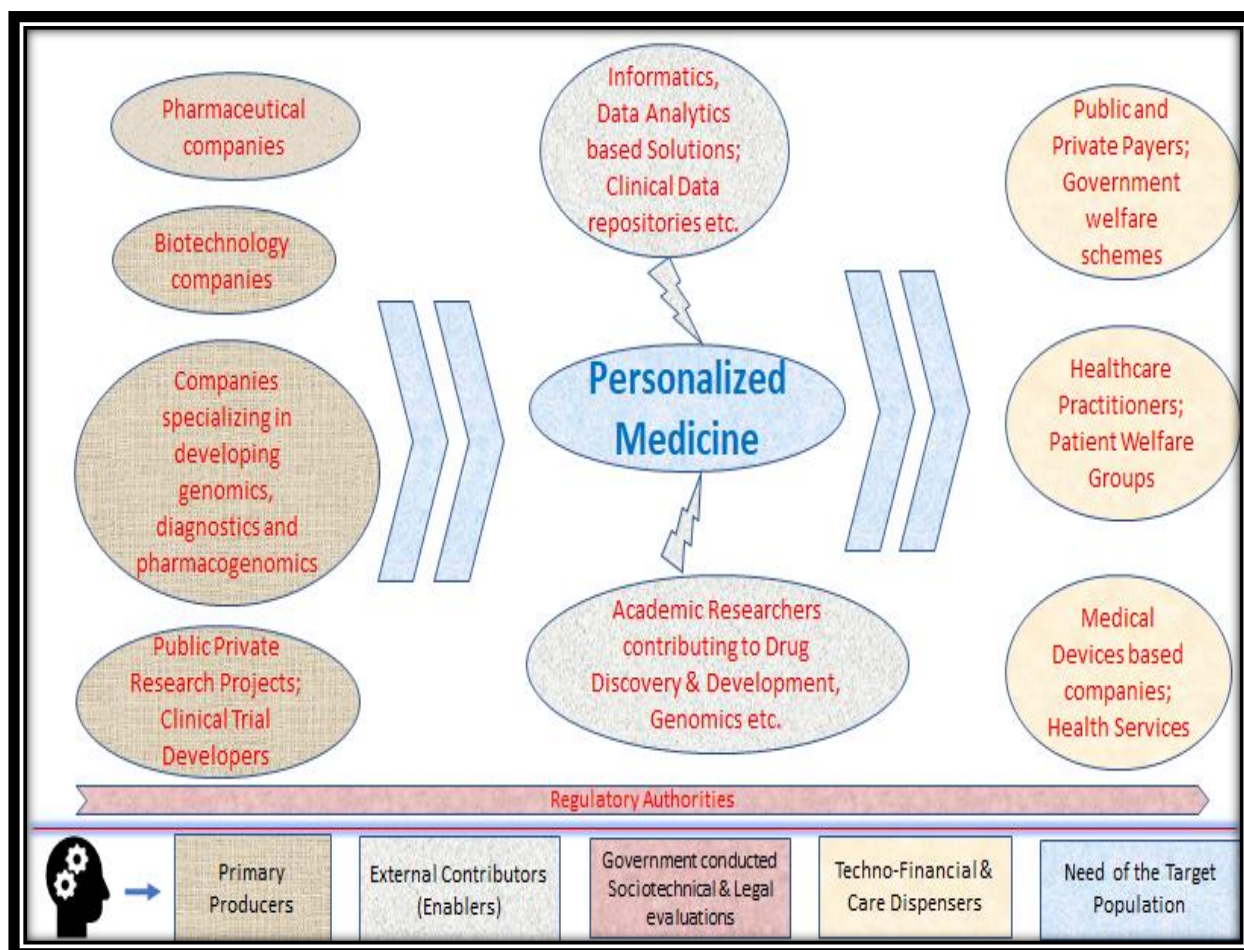 Pharmaceutical
companies
Biotechnology
companies
Companies
specializing in
developing
genomics,
diagnostics and
pharmacogenomics
Public Private
Research Projects;
Clinical Trial
Developers
Informatics,
Data Analytics
based Solutions;
Clinical Data
repositories etc.
Personalized
Medicine
Academic Researchers
contributing to Drug
Discovery & Development,
Genomics etc.
Public and
Private Payers;
Government
welfare
schemes
Healthcare
Practitioners;
Patient Welfare
Groups
Medical
Devices based
companies;
Health Services
Regulatory Authorities
Primary
Producers
External Contributors
(Enablers)
Government conducted
Sociotechnical & Legal
evaluations
Techno-Financial &
Care Dispensers
Need of the Target
Population